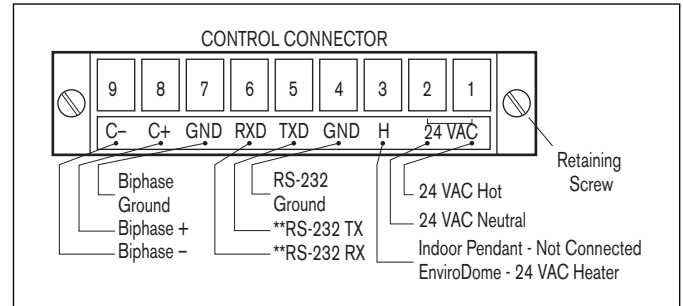 CONTROL CONNECTOR
9 8 7 6 5 4 3 2 1
C– C+ GND RXD TXD GND H 24 VAC
Retaining
Screw
Biphase
Ground
Biphase +
Biphase –
RS-232
Ground
**RS-232 TX
**RS-232 RX
24 VAC Hot
24 VAC Neutral
Indoor Pendant - Not Connected
EnviroDome - 24 VAC Heater